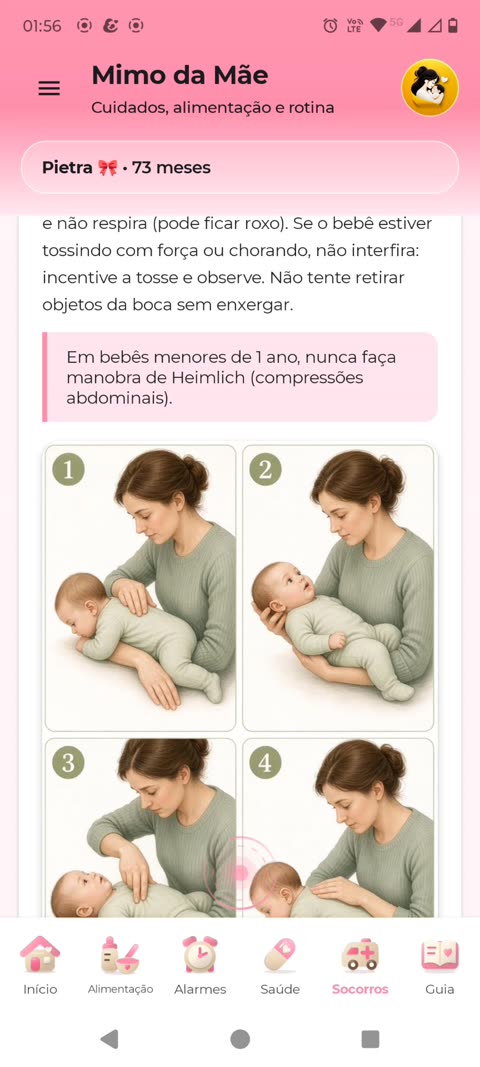 01:56
Vo)) LTE
5G
Mimo da Mãe
Cuidados, alimentação e rotina
Pietra 🎀 • 73 meses
e não respira (pode ficar roxo). Se o bebê estiver
tossindo com força ou chorando, não interfira:
incentive a tosse e observe. Não tente retirar
objetos da boca sem enxergar.
Em bebês menores de 1 ano, nunca faça
manobra de Heimlich (compressões
abdominais).
1
2
3
4
Início
Alimentação
Alarmes
Saúde
Socorros
Guia